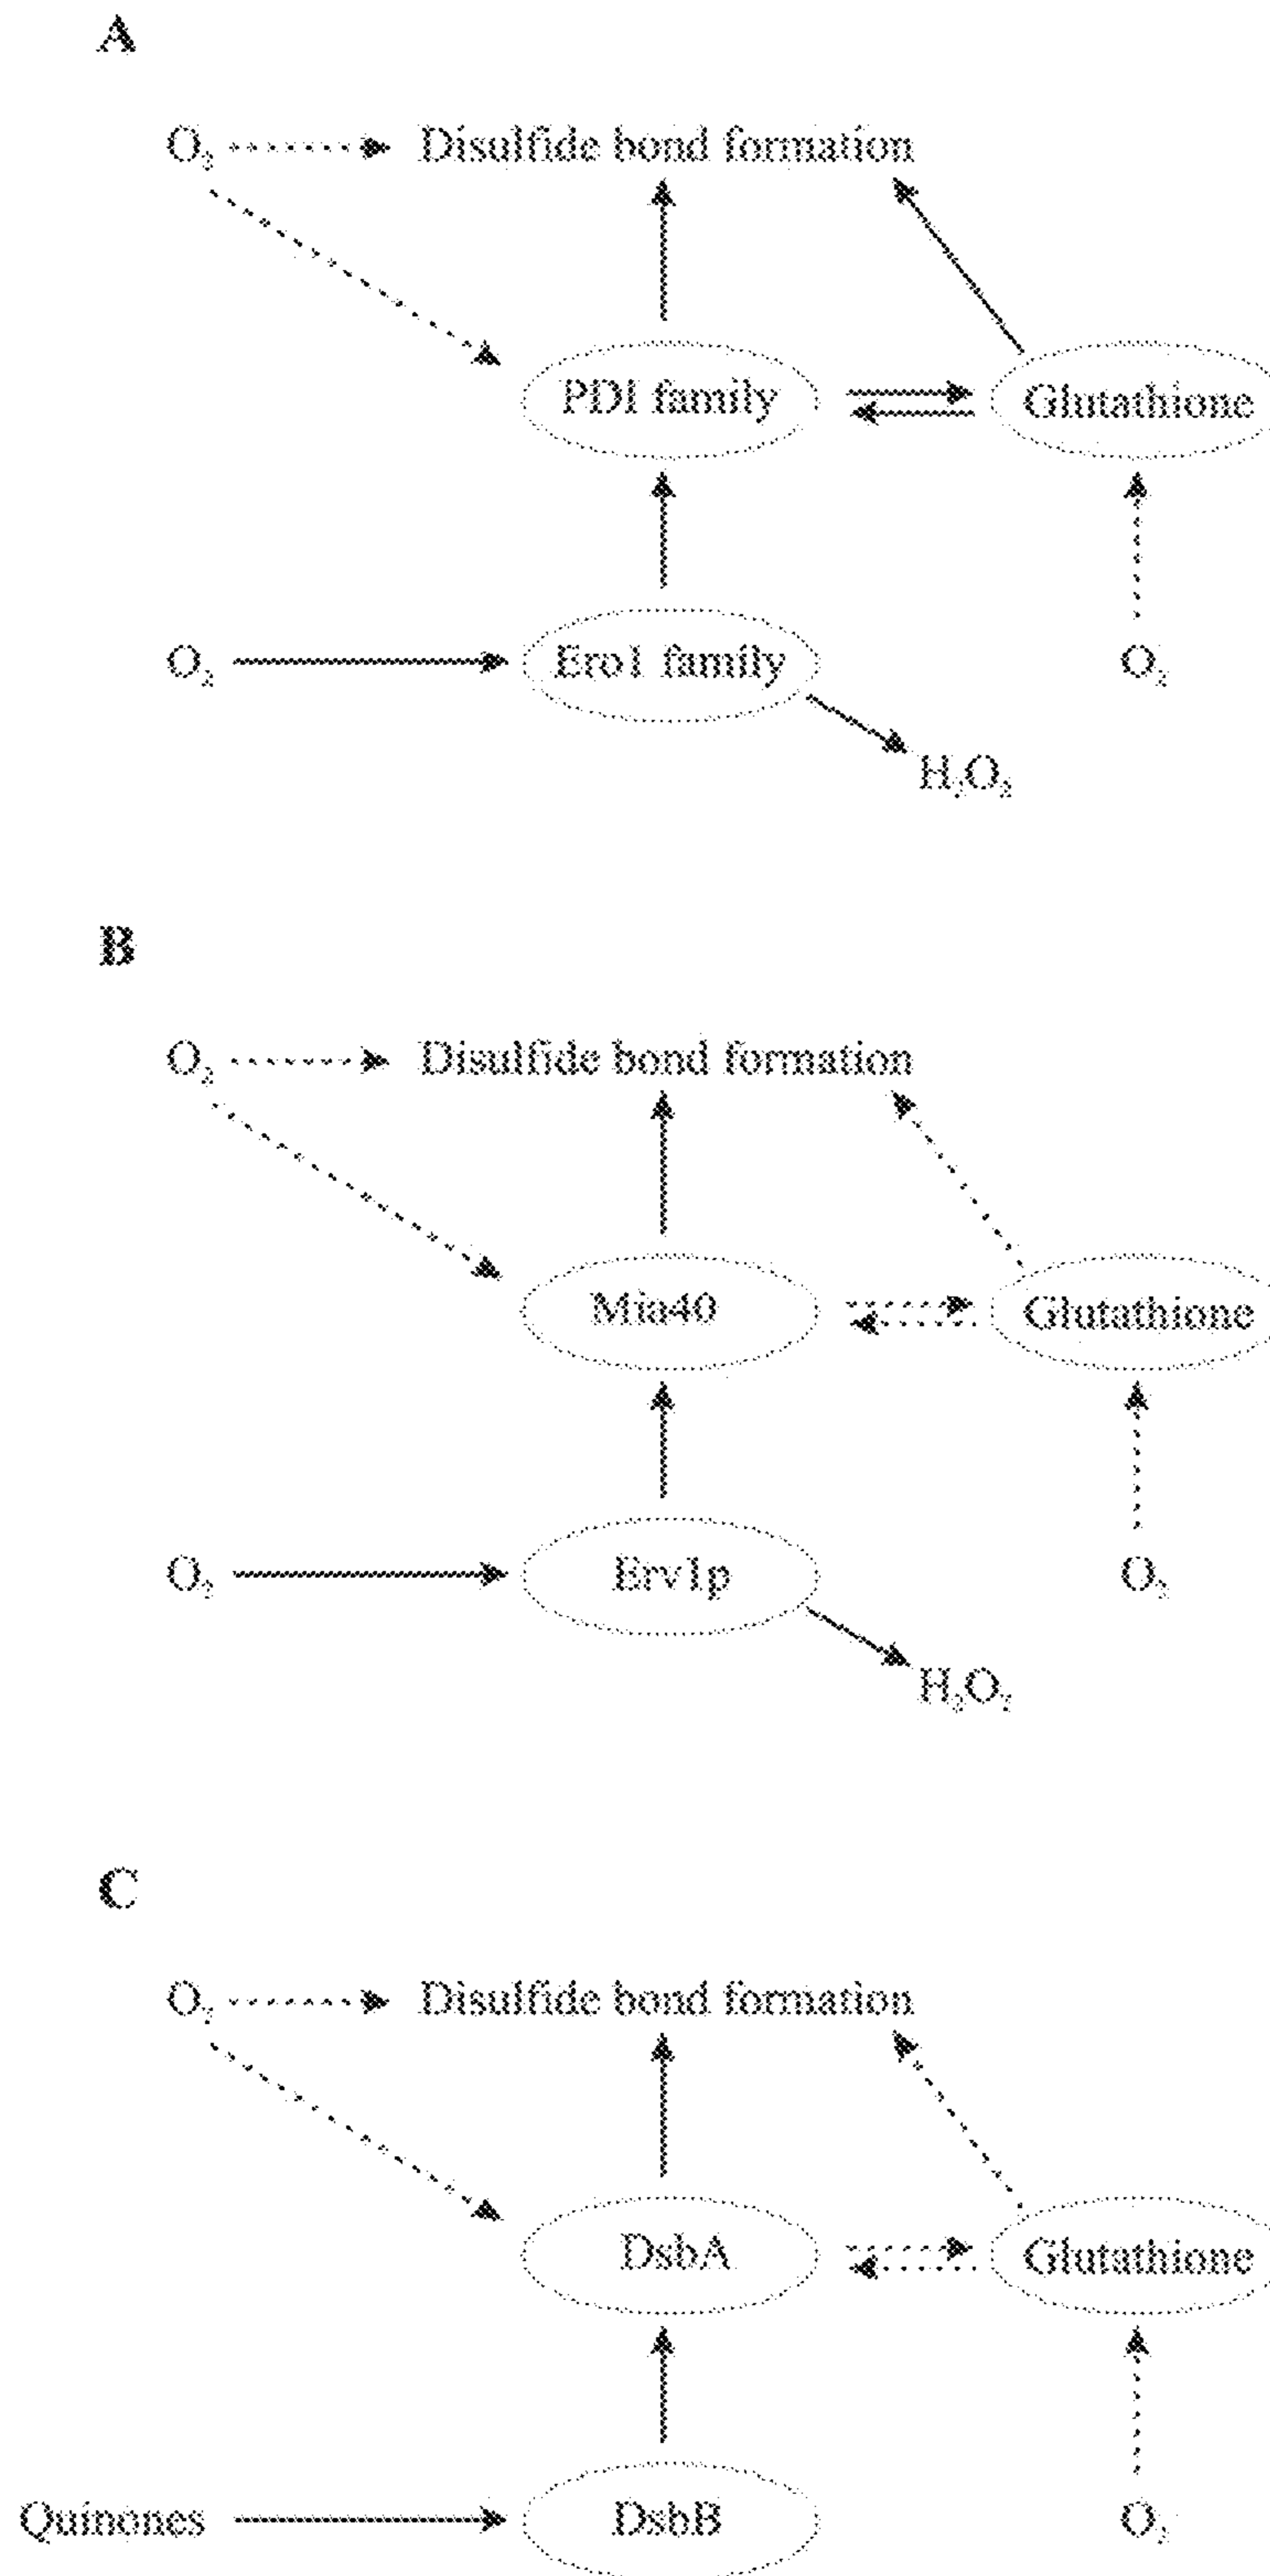 A
O₂ Disulfide bond formation
PDI family Glutathione
O₂ Ero1 family O₂
H₂O₂
B
O₂ Disulfide bond formation
Mia40 Glutathione
O₂ Erv1p O₂
H₂O₂
C
O₂ Disulfide bond formation
DsbA Glutathione
Quinones DsbB O₂